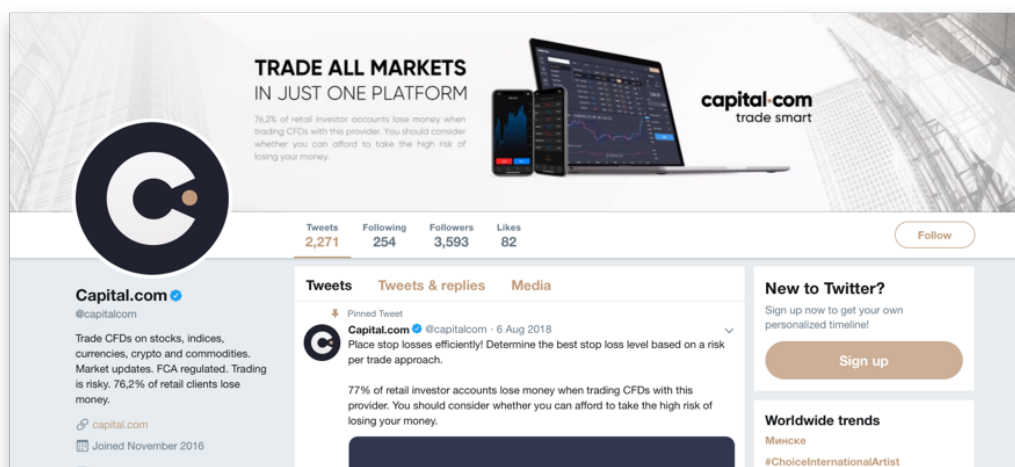 TRADE ALL MARKETS
IN JUST ONE PLATFORM
76,2% of retail investor accounts lose money when
trading CFDs with this provider. You should consider
whether you can afford to take the high risk of
losing your money.
capital.com
trade smart
Tweets
2,271
Following
254
Followers
3,593
Likes
82
Follow
Capital.com
@capitalcom
Trade CFDs on stocks, indices,
currencies, crypto and commodities.
Market updates. FCA regulated. Trading
is risky. 76,2% of retail clients lose
money.
capital.com
Joined November 2016
Tweets Tweets & replies Media
Pinned Tweet
Capital.com @capitalcom · 6 Aug 2018
Place stop losses efficiently! Determine the best stop loss level based on a risk
per trade approach.
77% of retail investor accounts lose money when trading CFDs with this
provider. You should consider whether you can afford to take the high risk of
losing your money.
New to Twitter?
Sign up now to get your own
personalized timeline!
Sign up
Worldwide trends
Минске
#ChoiceInternationalArtist